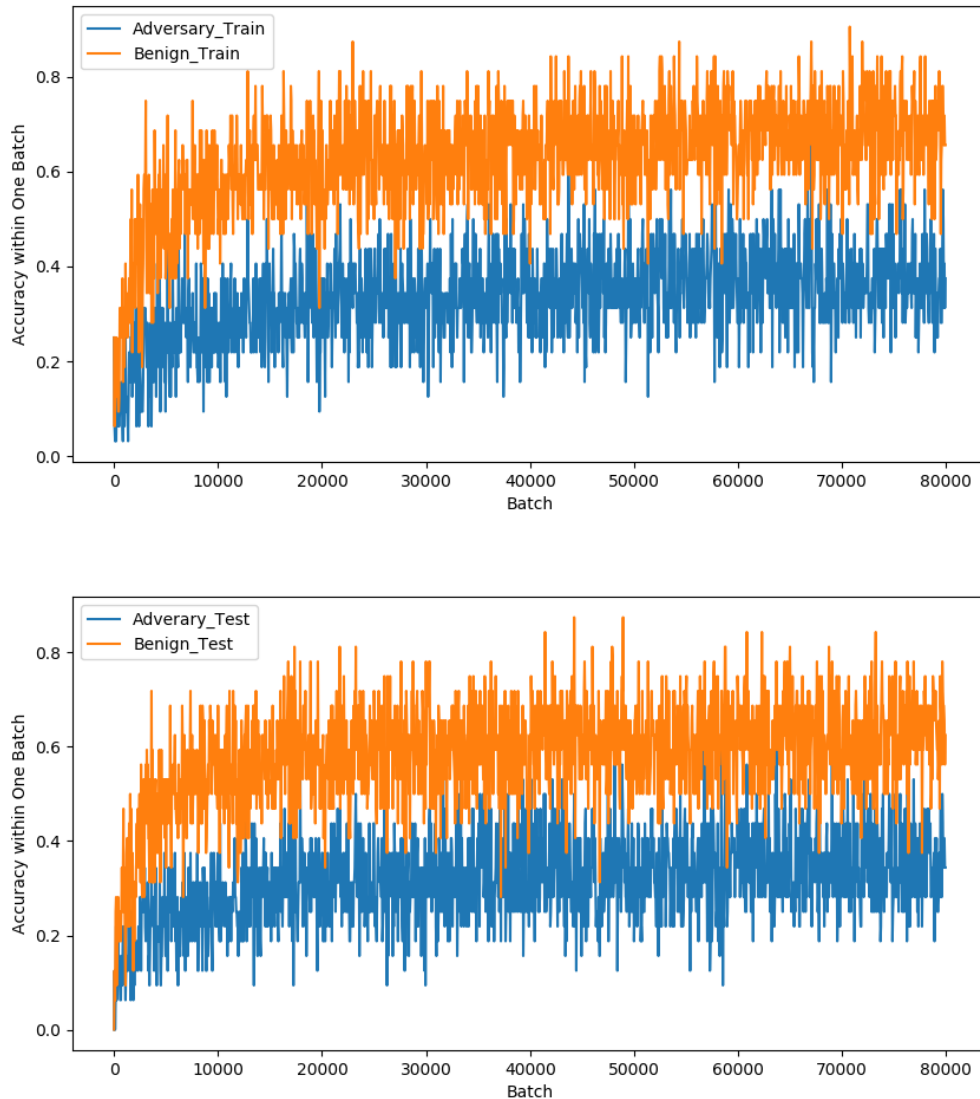 Adversary_Train
Benign_Train
0.8
0.6
0.4
0.2
0.0
Accuracy within One Batch
0 10000 20000 30000 40000 50000 60000 70000 80000
Batch
Adverary_Test
Benign_Test
0.8
0.6
0.4
0.2
0.0
Accuracy within One Batch
0 10000 20000 30000 40000 50000 60000 70000 80000
Batch